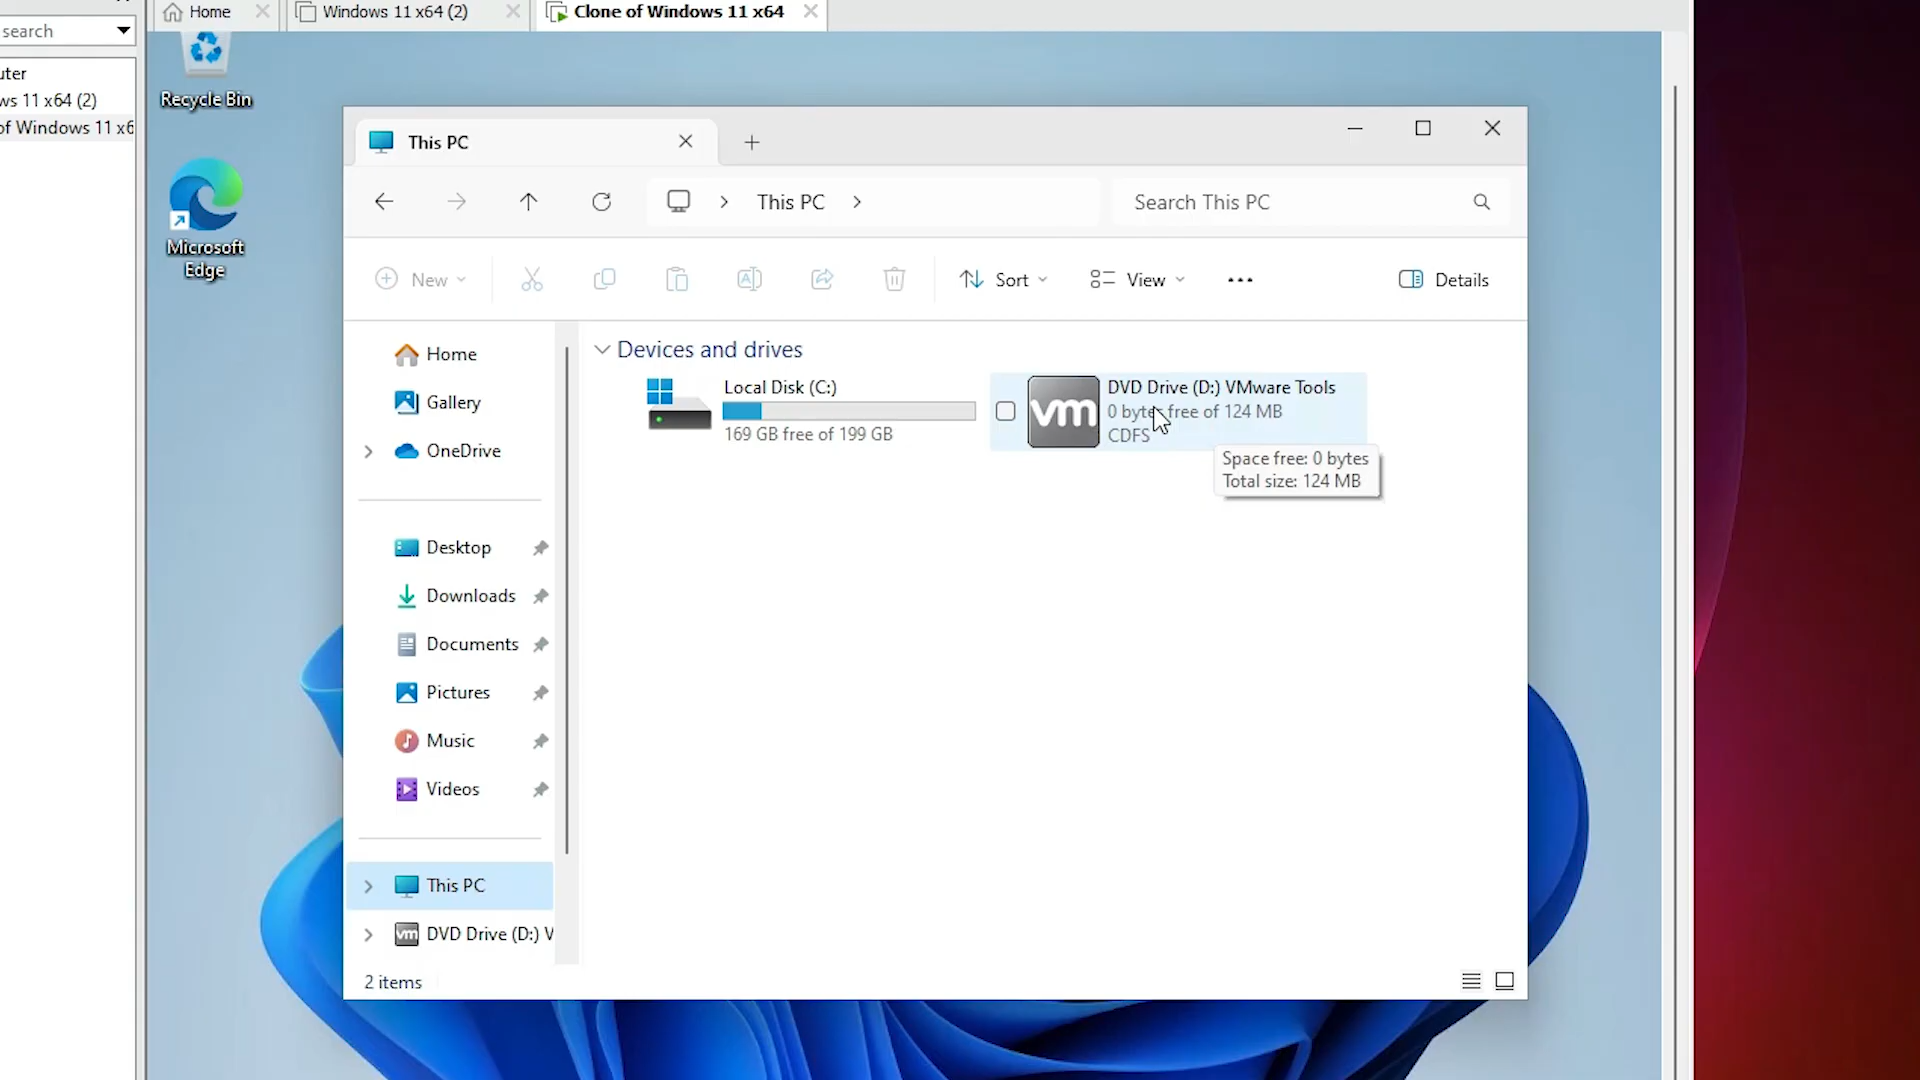 Home
Windows 11 x64 (2)
Clone of Windows 11 x64
search
uter
ws 11 x64 (2)
of Windows 11 x6
Recycle Bin
Microsoft
Edge
This PC
This PC
Search This PC
New
Sort
View
Details
Home
Gallery
OneDrive
Desktop
Downloads
Documents
Pictures
Music
Videos
This PC
DVD Drive (D:) V
Devices and drives
Local Disk (C:)
169 GB free of 199 GB
vm
DVD Drive (D:) VMware Tools
0 bytes free of 124 MB
CDFS
Space free: 0 bytes
Total size: 124 MB
vm
2 items